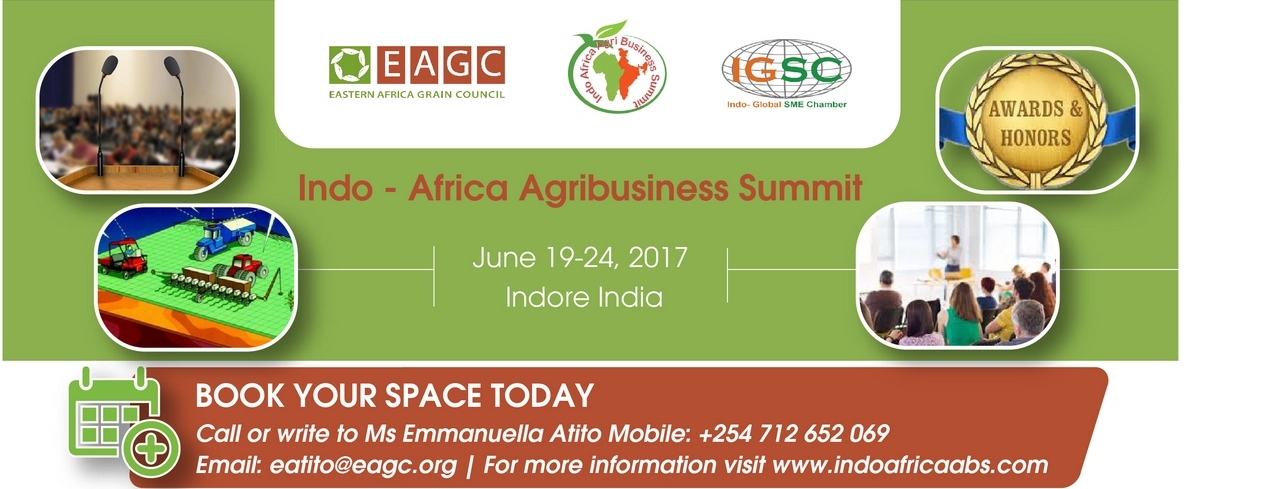 EAGC
EASTERN AFRICA GRAIN COUNCIL
Indo Africa Agri Business Summit
IGSC
Indo- Global SME Chamber
AWARDS &
HONORS
Indo - Africa Agribusiness Summit
June 19-24, 2017
Indore India
BOOK YOUR SPACE TODAY
Call or write to Ms Emmanuella Atito Mobile: +254 712 652 069
Email: eatito@eagc.org | For more information visit www.indoafricaabs.com